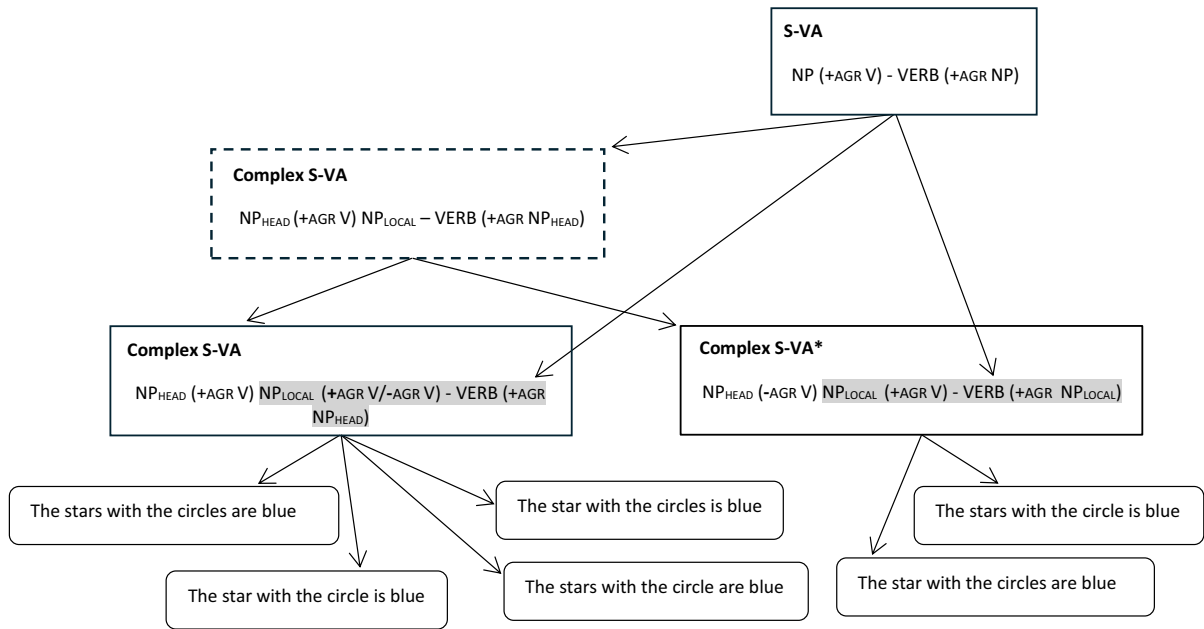 S-VA
NP (+AGR V) - VERB (+AGR NP)
Complex S-VA
NPHEAD (+AGR V) NPLOCAL – VERB (+AGR NPHEAD)
Complex S-VA
NPHEAD (+AGR V) NPLOCAL (+AGR V/-AGR V) - VERB (+AGR
NPHEAD)
Complex S-VA*
NPHEAD (-AGR V) NPLOCAL (+AGR V) - VERB (+AGR NPLOCAL)
The stars with the circles are blue
The star with the circles is blue
The stars with the circle is blue
The star with the circle is blue
The stars with the circle are blue
The star with the circles are blue